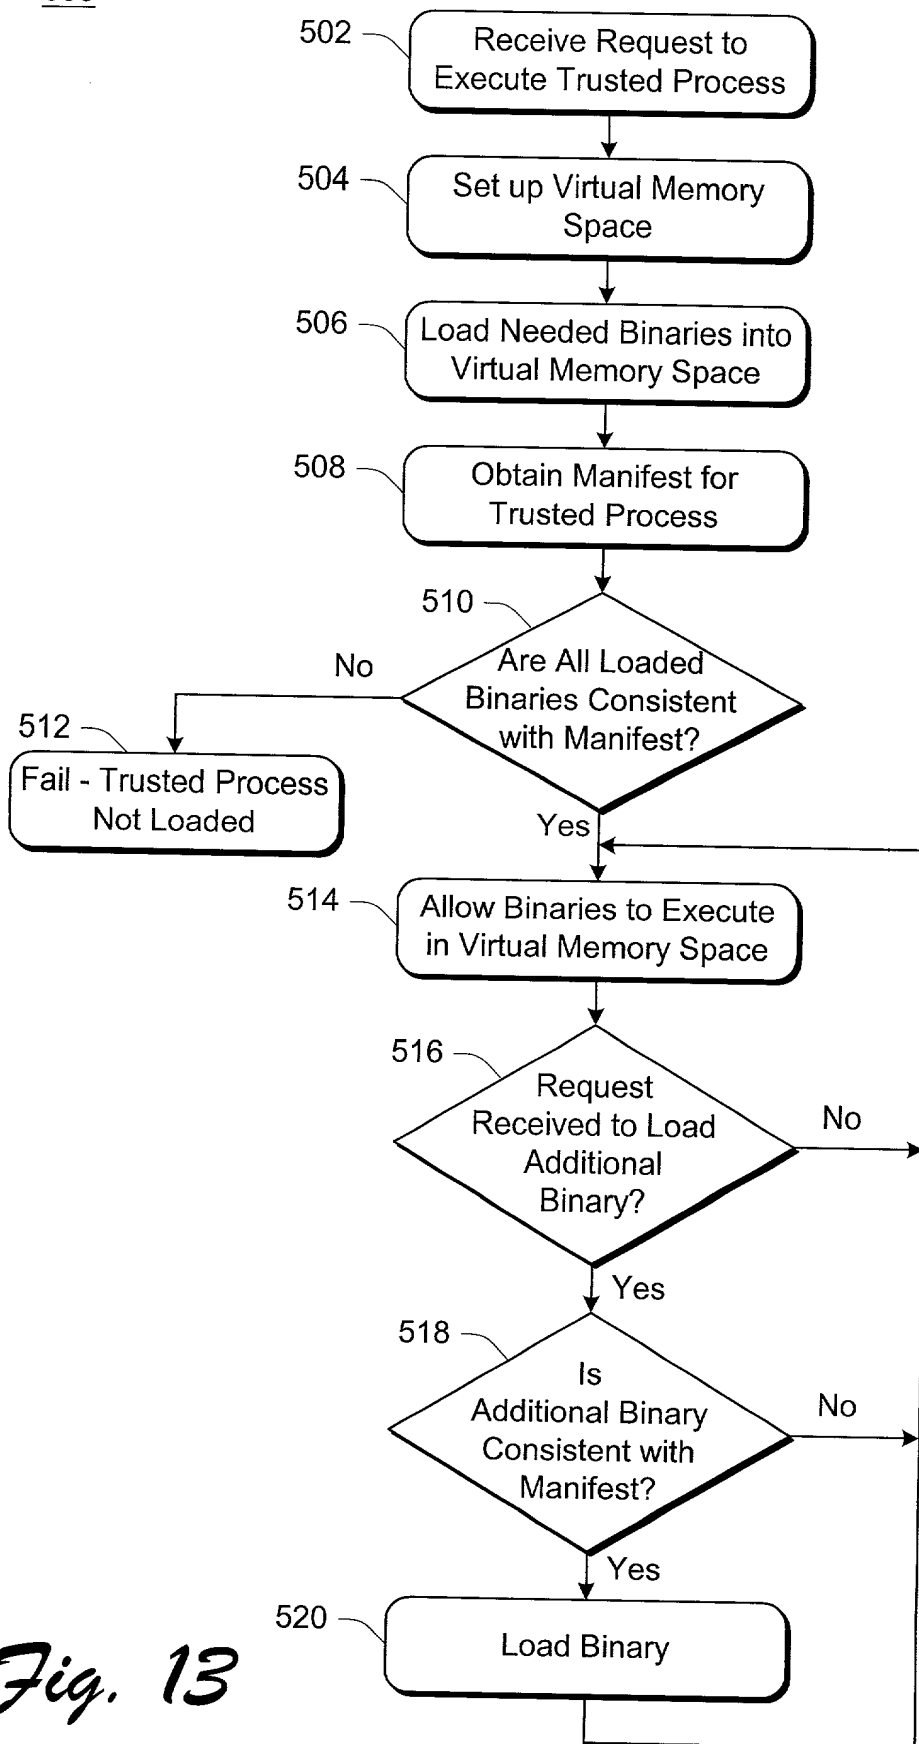 502
Receive Request to
Execute Trusted Process
504
Set up Virtual Memory
Space
506
Load Needed Binaries into
Virtual Memory Space
508
Obtain Manifest for
Trusted Process
510
Are All Loaded
Binaries Consistent
with Manifest?
No
512
Fail - Trusted Process
Not Loaded
Yes
514
Allow Binaries to Execute
in Virtual Memory Space
516
Request
Received to Load
Additional
Binary?
No
Yes
518
Is
Additional Binary
Consistent with
Manifest?
No
Yes
520
Load Binary
Fig. 13